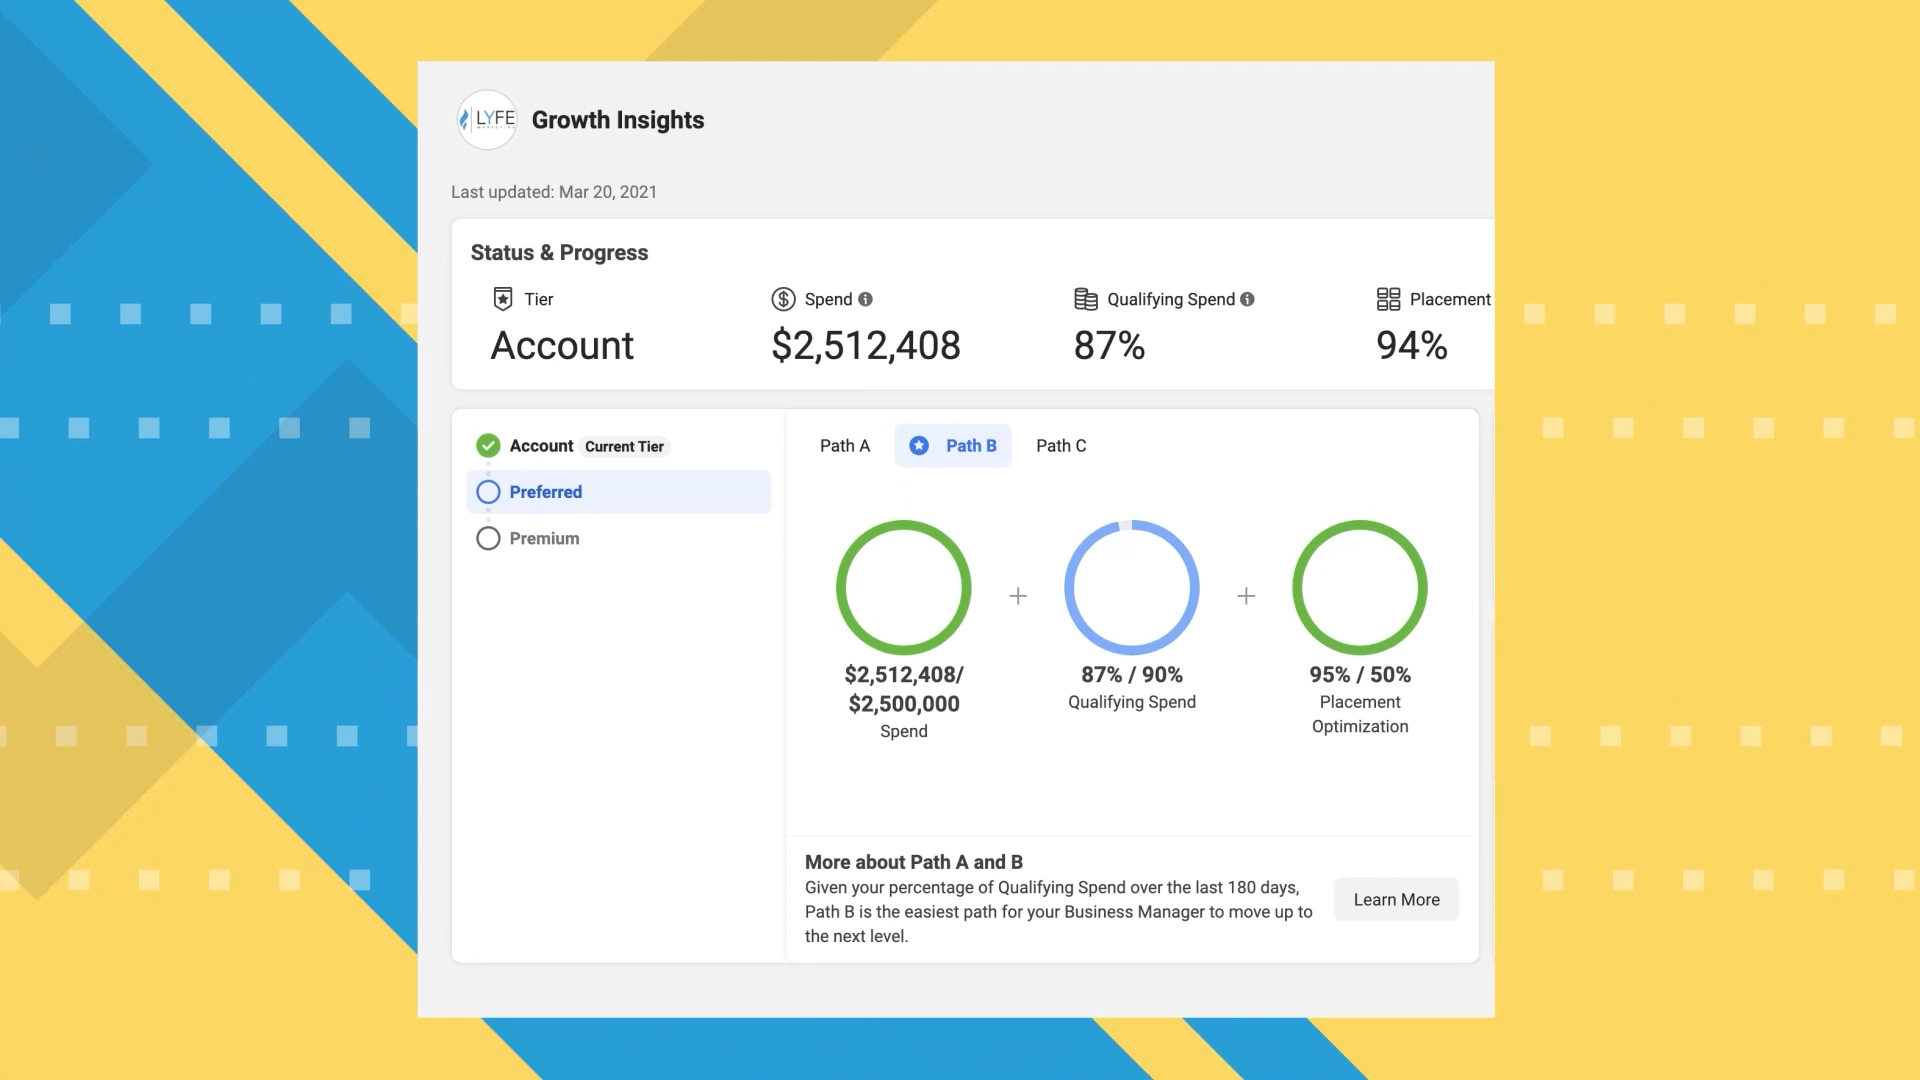 LYFE
Growth Insights
Last updated: Mar 20, 2021
Status & Progress
Tier
Spend
Qualifying Spend
Placement
Account
$2,512,408
87%
94%
Account Current Tier
Preferred
Premium
Path A
Path B
Path C
$2,512,408/
$2,500,000
Spend
87% / 90%
Qualifying Spend
95% / 50%
Placement
Optimization
More about Path A and B
Given your percentage of Qualifying Spend over the last 180 days,
Path B is the easiest path for your Business Manager to move up to
the next level.
Learn More